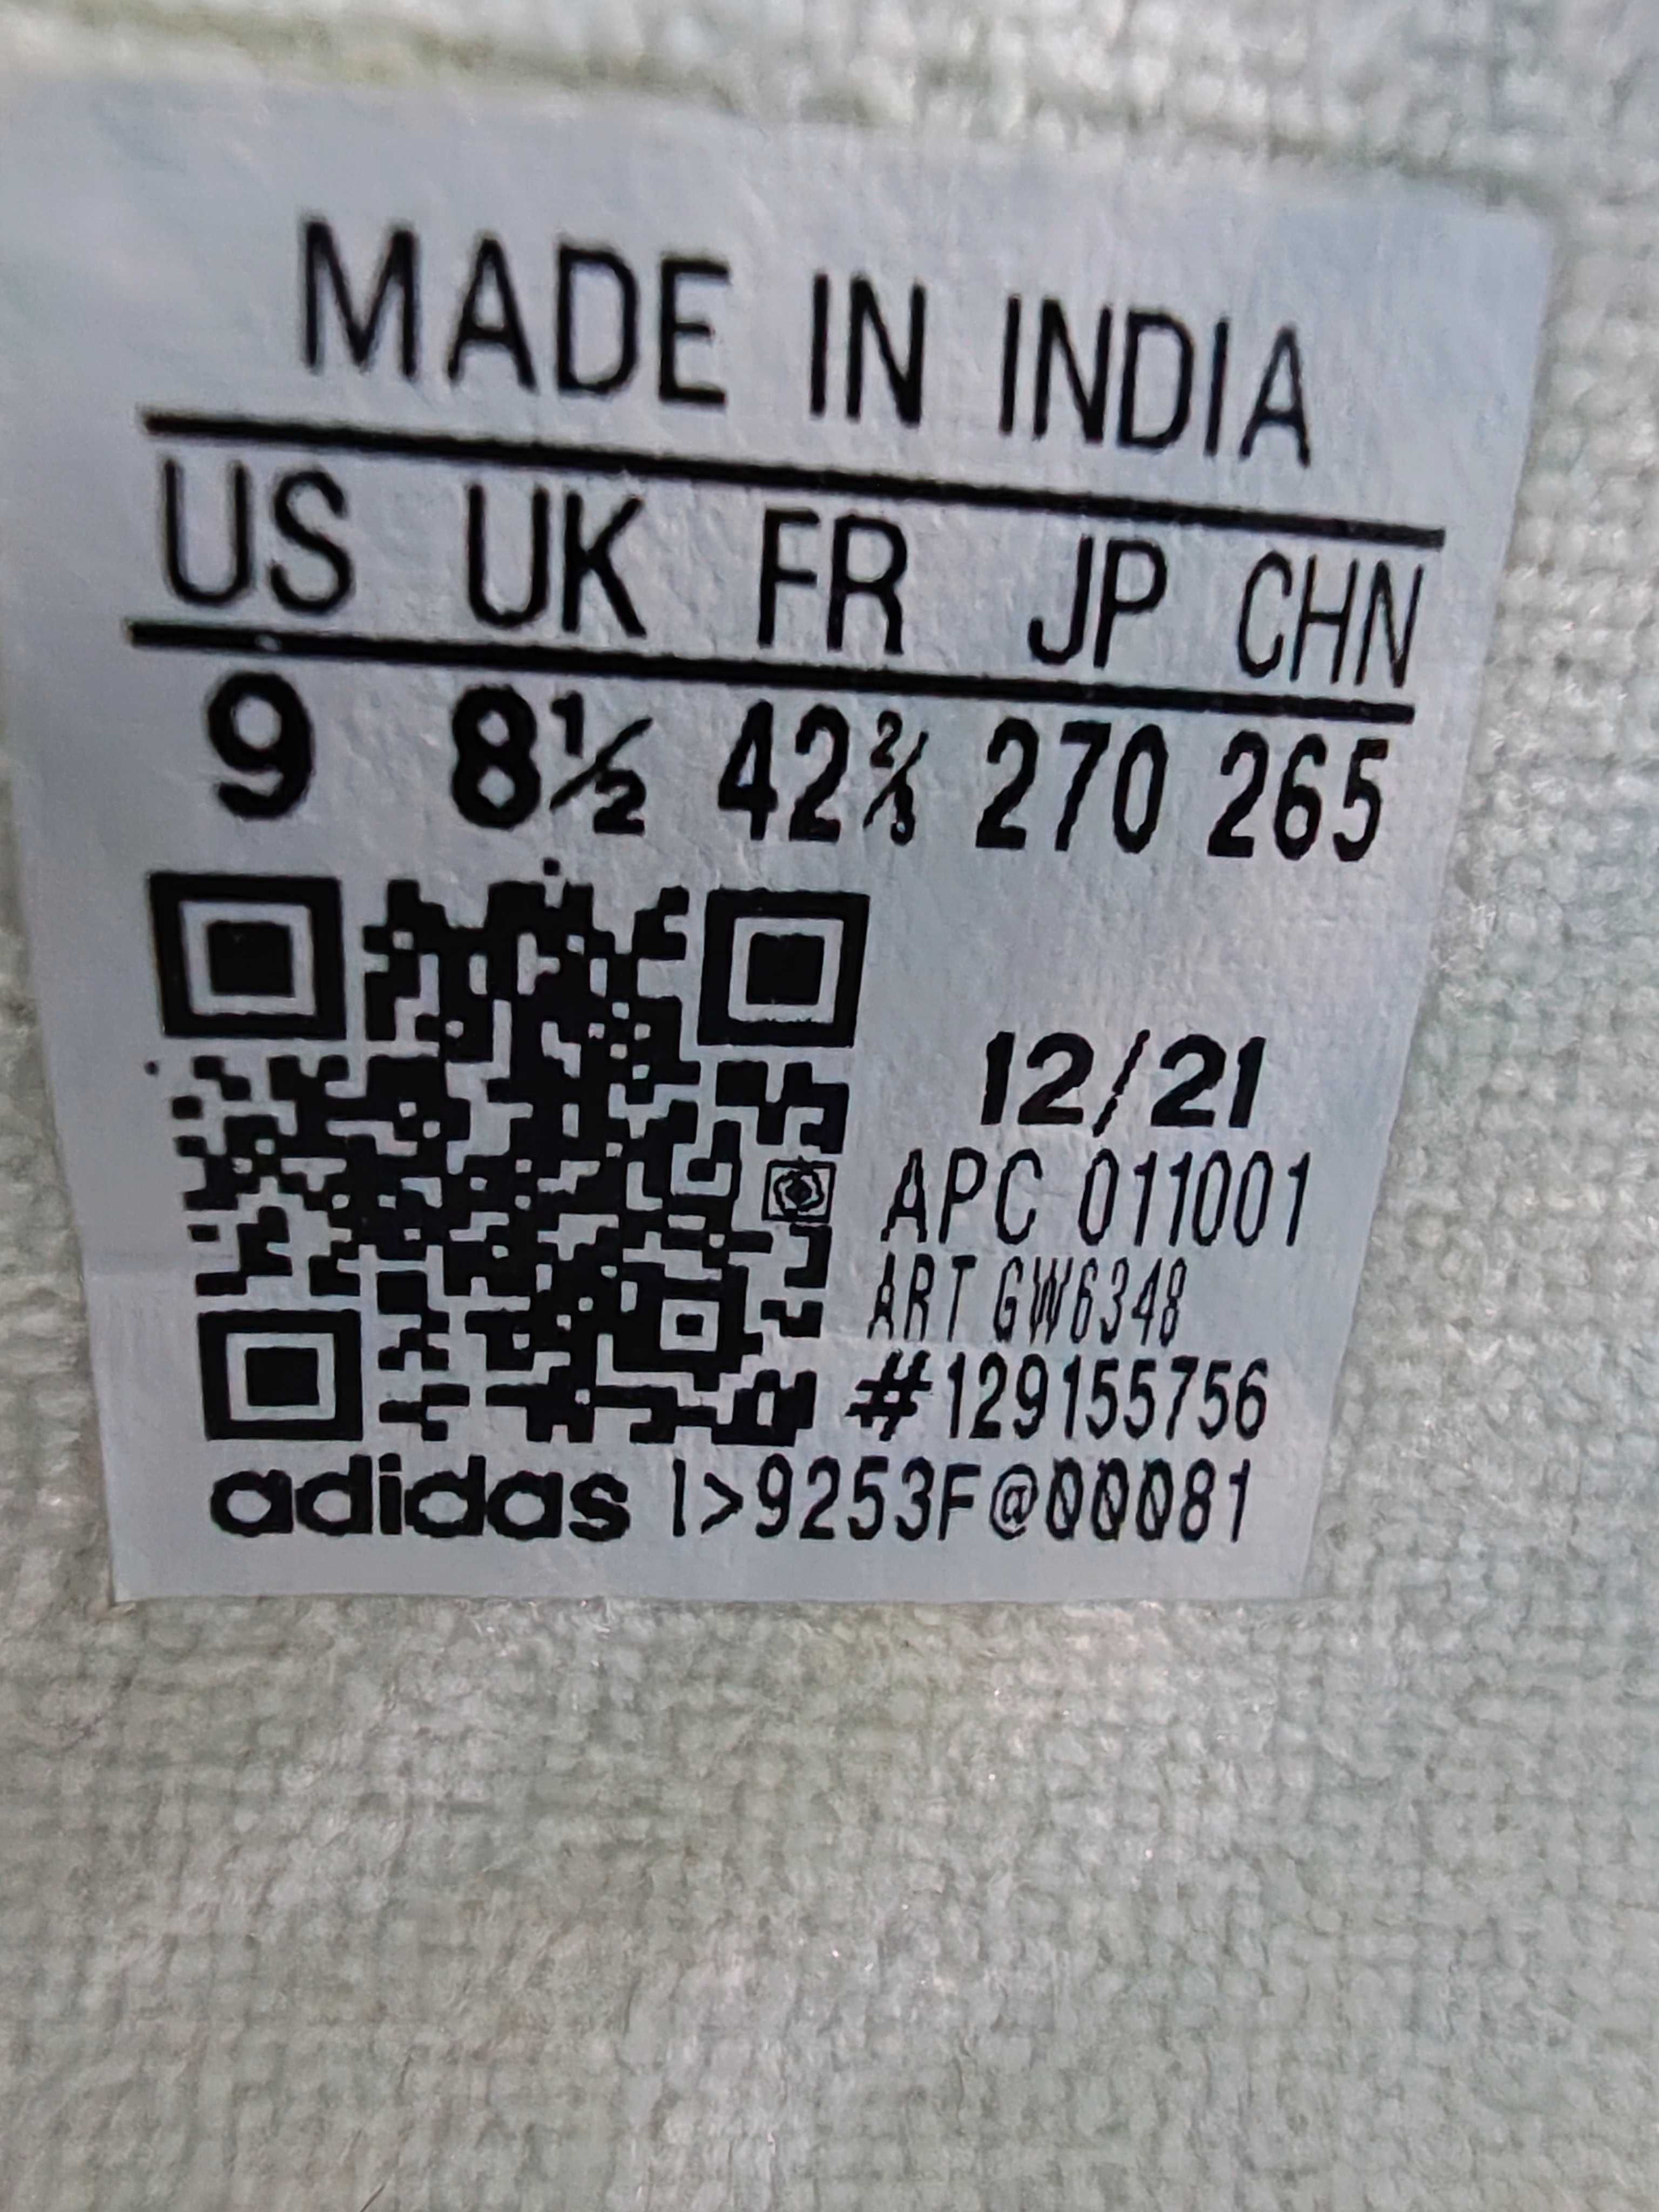 MADE IN INDIA
US UK FR JP CHN
9 8½ 42⅔ 270 265
12/21
APC 011001
ART GW6348
#129155756
adidas I>9253F@00081